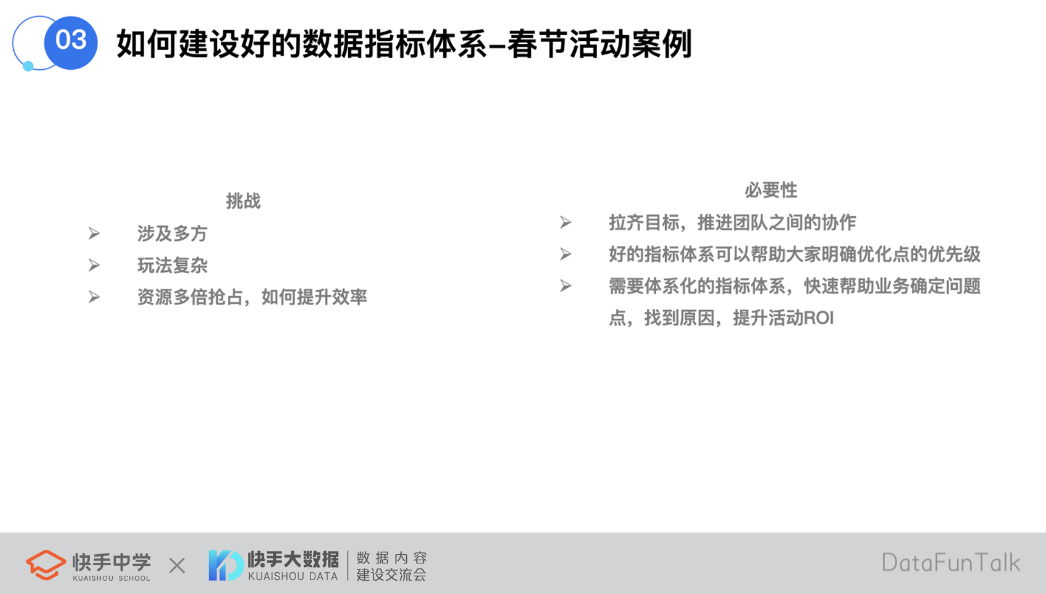 03
如何建设好的数据指标体系–春节活动案例
挑战
➢ 涉及多方
➢ 玩法复杂
➢ 资源多倍抢占，如何提升效率
必要性
➢ 拉齐目标，推进团队之间的协作
➢ 好的指标体系可以帮助大家明确优化点的优先级
➢ 需要体系化的指标体系，快速帮助业务确定问题
点，找到原因，提升活动ROI
快手中学
KUAISHOU SCHOOL
×
快手大数据
KUAISHOU DATA
数据内容
建设交流会
DataFunTalk